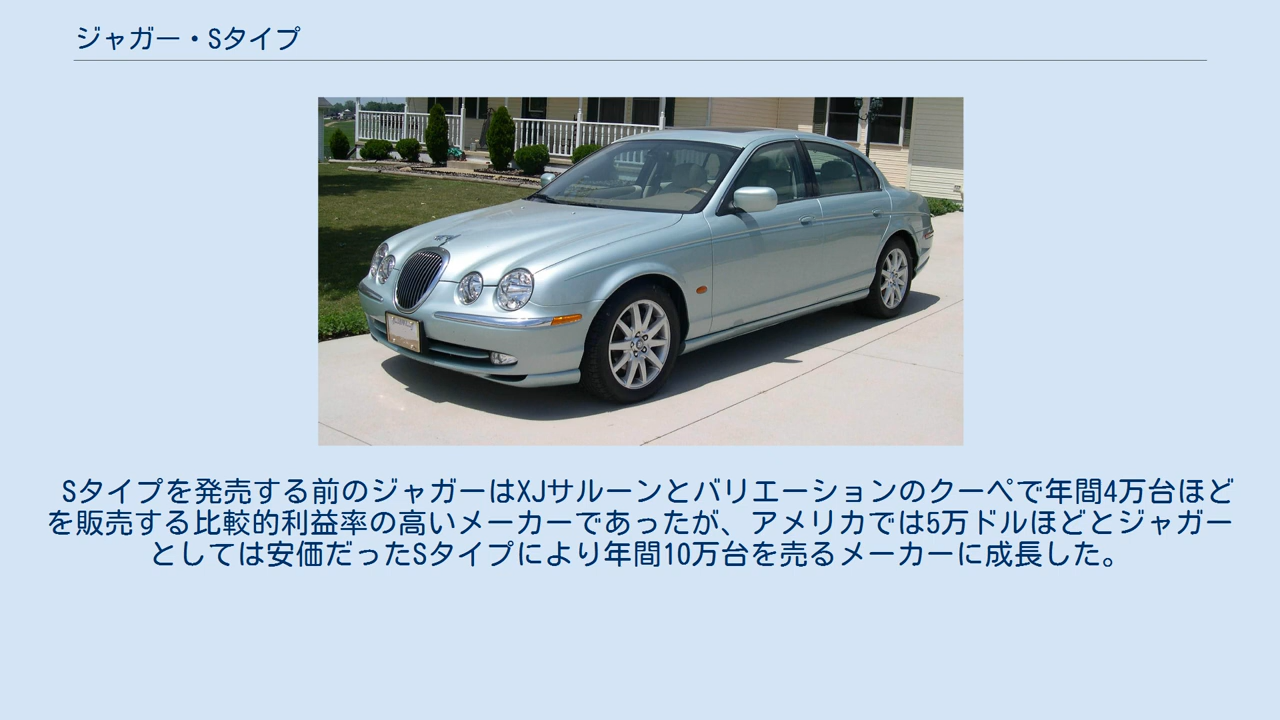 ジャガー・Sタイプ
Sタイプを発売する前のジャガーはXJサルーンとバリエーションのクーペで年間4万台ほど
を販売する比較的利益率の高いメーカーであったが、アメリカでは5万ドルほどとジャガー
としては安価だったSタイプにより年間10万台を売るメーカーに成長した。